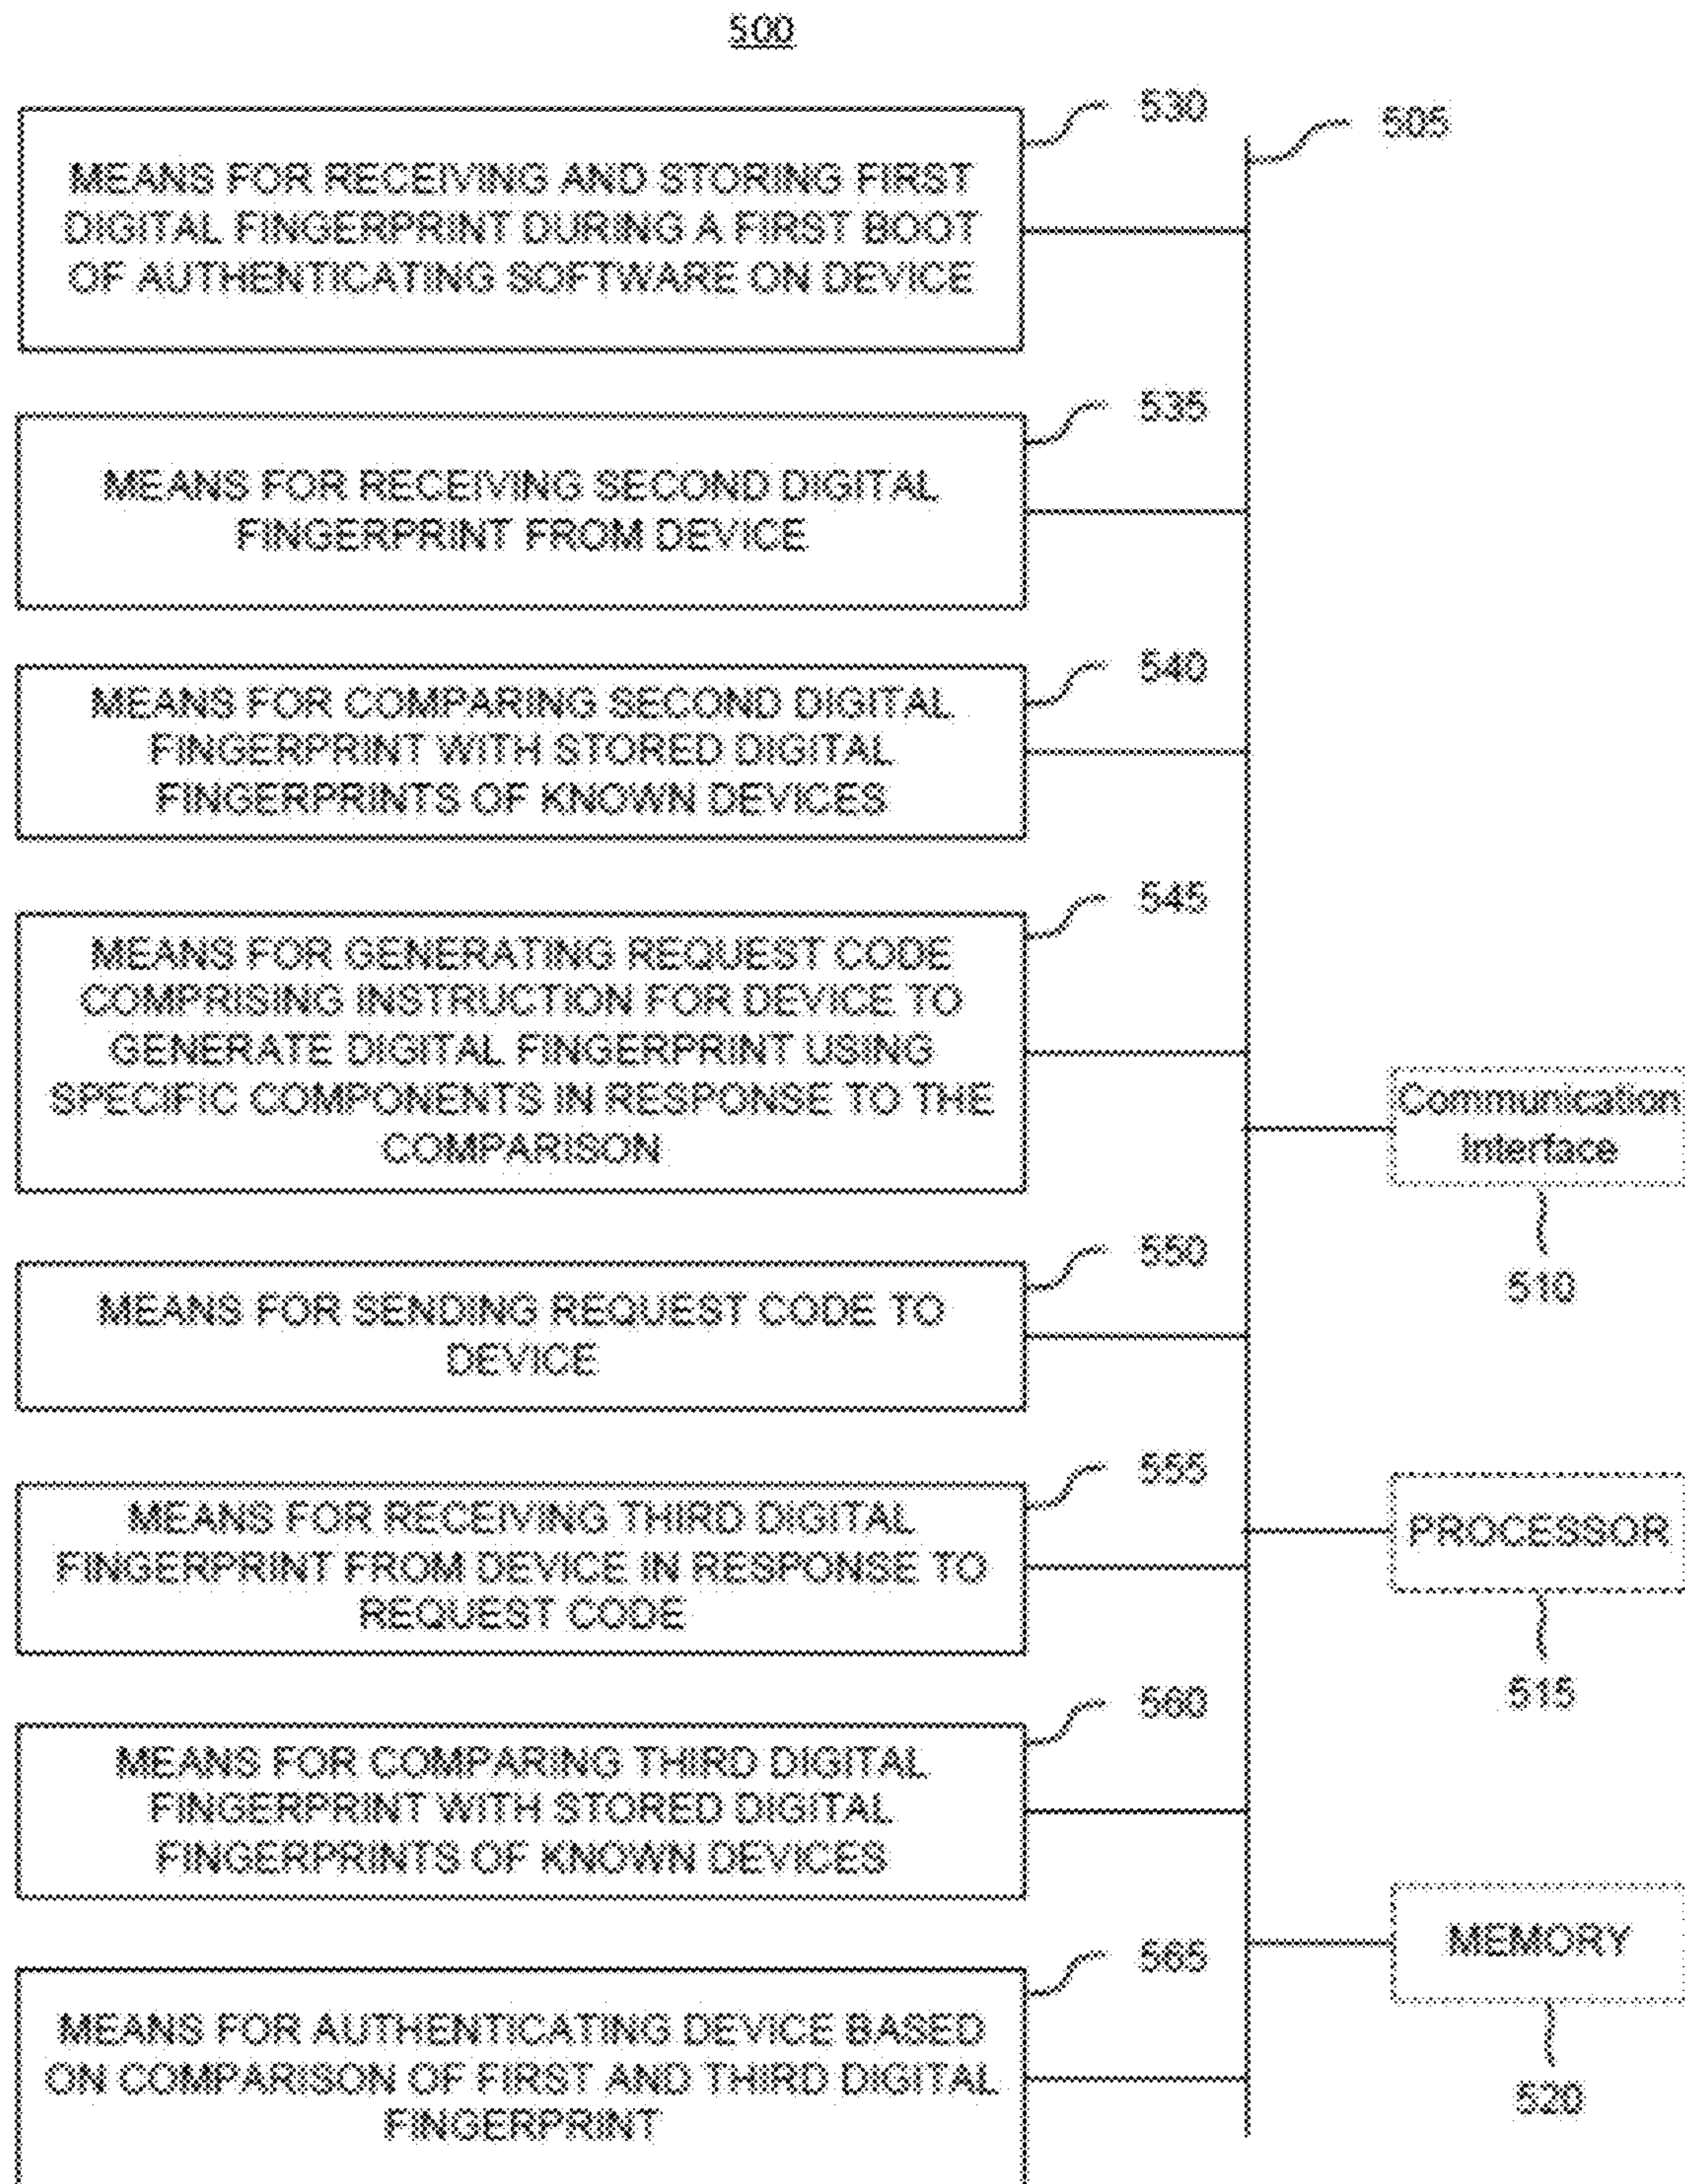 500
530
505
MEANS FOR RECEIVING AND STORING FIRST
DIGITAL FINGERPRINT DURING A FIRST BOOT
OF AUTHENTICATING SOFTWARE ON DEVICE
535
MEANS FOR RECEIVING SECOND DIGITAL
FINGERPRINT FROM DEVICE
540
MEANS FOR COMPARING SECOND DIGITAL
FINGERPRINT WITH STORED DIGITAL
FINGERPRINTS OF KNOWN DEVICES
545
MEANS FOR GENERATING REQUEST CODE
COMPRISING INSTRUCTION FOR DEVICE TO
GENERATE DIGITAL FINGERPRINT USING
SPECIFIC COMPONENTS IN RESPONSE TO THE
COMPARISON
Communication
Interface
510
550
MEANS FOR SENDING REQUEST CODE TO
DEVICE
555
MEANS FOR RECEIVING THIRD DIGITAL
FINGERPRINT FROM DEVICE IN RESPONSE TO
REQUEST CODE
PROCESSOR
515
560
MEANS FOR COMPARING THIRD DIGITAL
FINGERPRINT WITH STORED DIGITAL
FINGERPRINTS OF KNOWN DEVICES
MEMORY
520
565
MEANS FOR AUTHENTICATING DEVICE BASED
ON COMPARISON OF FIRST AND THIRD DIGITAL
FINGERPRINT